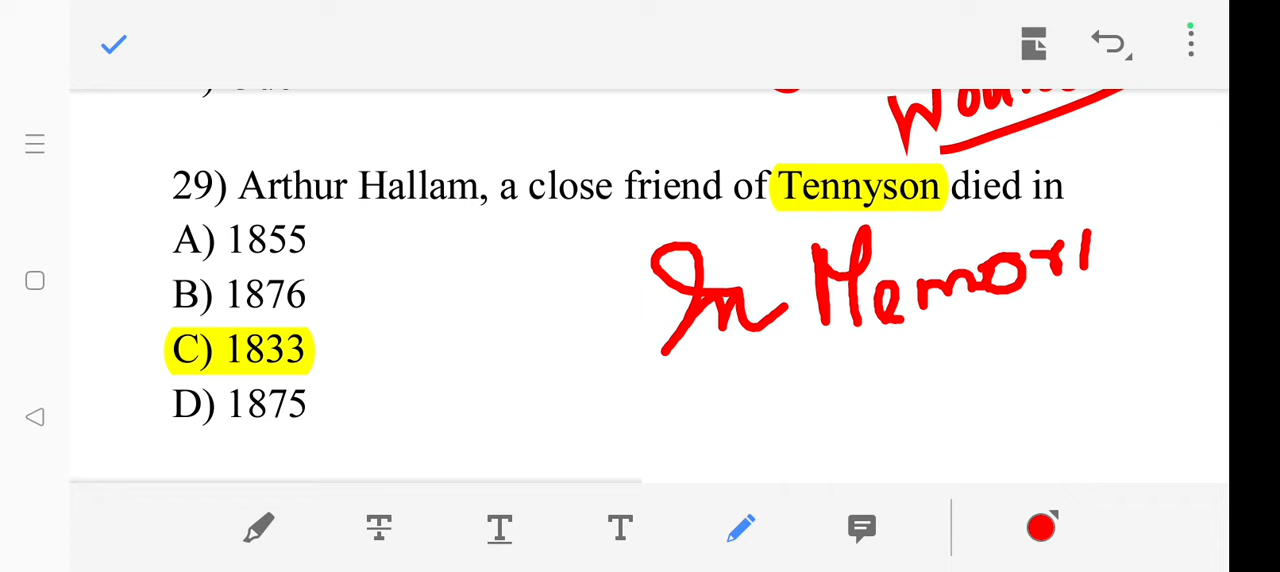 29) Arthur Hallam, a close friend of Tennyson died in
A) 1855
In Memori
B) 1876
C) 1833
D) 1875
T
T
T